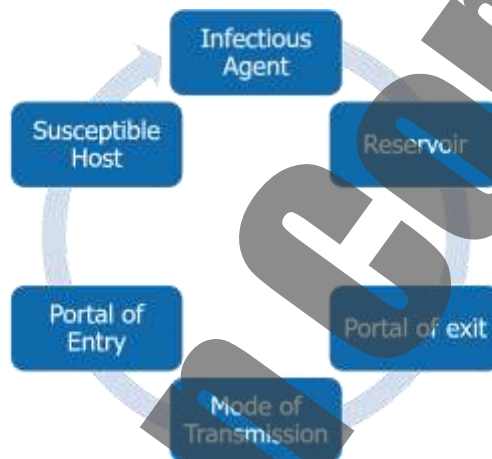 Infectious
Agent
Reservoir
Portal of exit
Mode of
Transmission
Portal of
Entry
Susceptible
Host